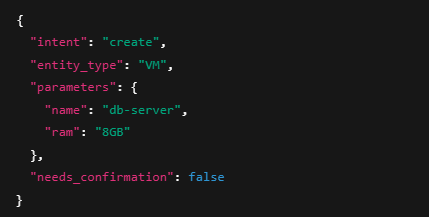 {
  "intent": "create",
  "entity_type": "VM",
  "parameters": {
    "name": "db-server",
    "ram": "8GB"
  },
  "needs_confirmation": false
}